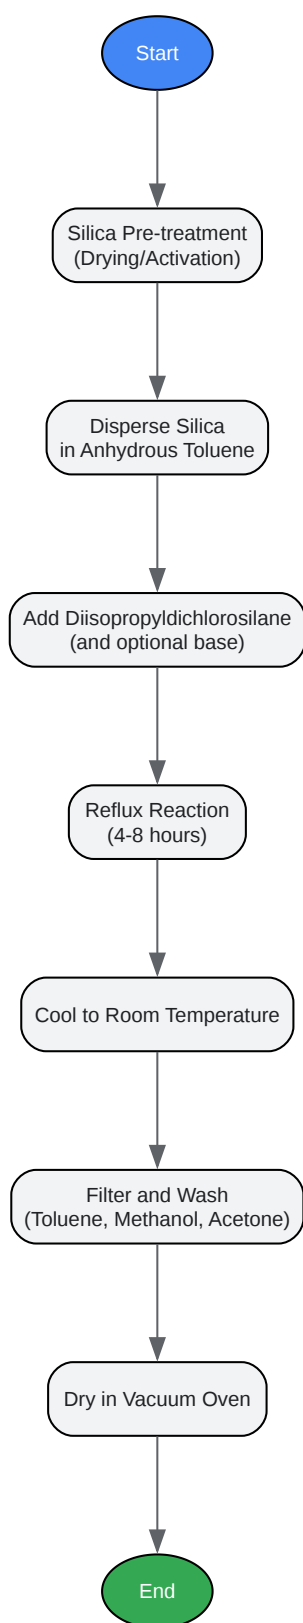 Start
Silica Pre-treatment
(Drying/Activation)
Disperse Silica
in Anhydrous Toluene
Add Diisopropyldichlorosilane
(and optional base)
Reflux Reaction
(4-8 hours)
Cool to Room Temperature
Filter and Wash
(Toluene, Methanol, Acetone)
Dry in Vacuum Oven
End